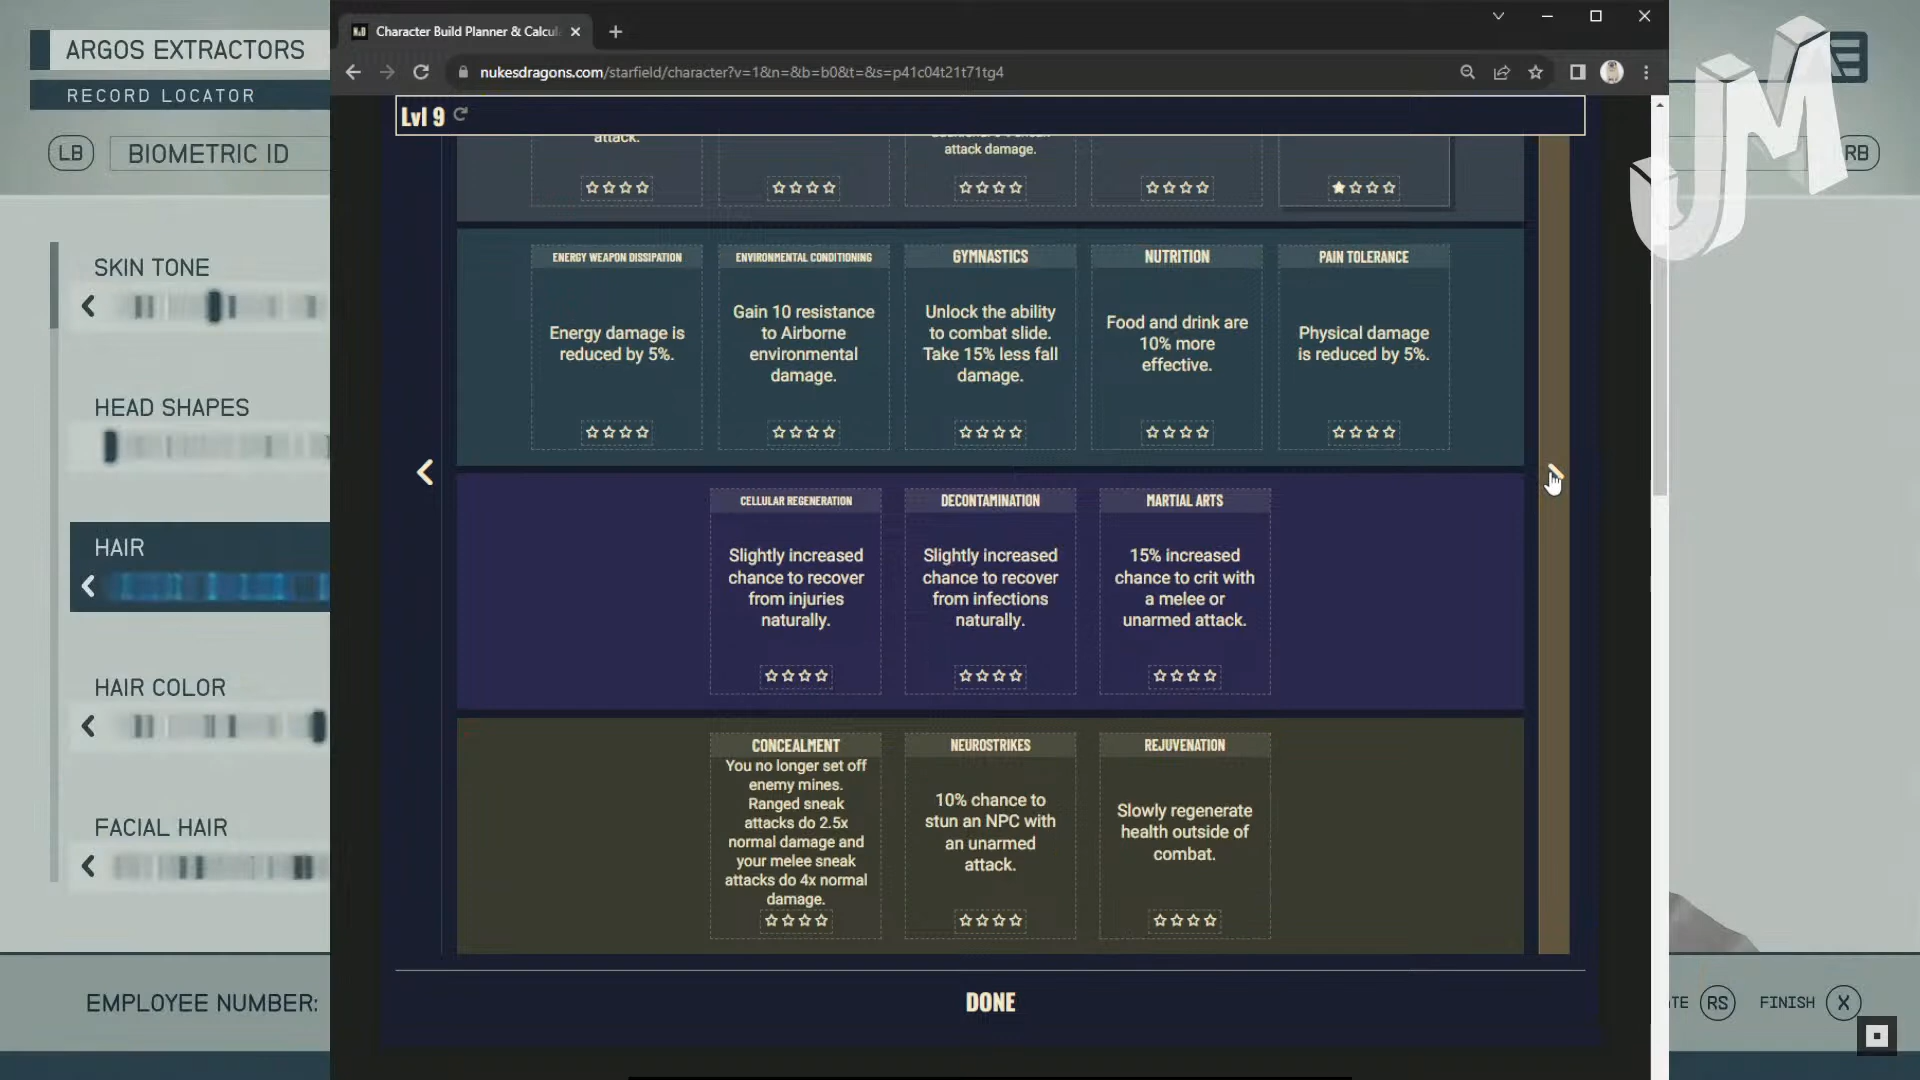 ARGOS EXTRACTORS
RECORD LOCATOR
LB
BIOMETRIC ID
RB
SKIN TONE
HEAD SHAPES
HAIR
HAIR COLOR
FACIAL HAIR
EMPLOYEE NUMBER:
RS
FINISH
X
JM
Character Build Planner & Calcul
nukesdragons.com/starfield/character?v=1&n=&b=b0&t=&s=p41c04t21t71tg4
Lvl 9
attack.
attack damage.
ENERGY WEAPON DISSIPATION
Energy damage is
reduced by 5%.
ENVIRONMENTAL CONDITIONING
Gain 10 resistance
to Airborne
environmental
damage.
GYMNASTICS
Unlock the ability
to combat slide.
Take 15% less fall
damage.
NUTRITION
Food and drink are
10% more
effective.
PAIN TOLERANCE
Physical damage
is reduced by 5%.
CELLULAR REGENERATION
Slightly increased
chance to recover
from injuries
naturally.
DECONTAMINATION
Slightly increased
chance to recover
from infections
naturally.
MARTIAL ARTS
15% increased
chance to crit with
a melee or
unarmed attack.
CONCEALMENT
You no longer set off
enemy mines.
Ranged sneak
attacks do 2.5x
normal damage and
your melee sneak
attacks do 4x normal
damage.
NEUROSTRIKES
10% chance to
stun an NPC with
an unarmed
attack.
REJUVENATION
Slowly regenerate
health outside of
combat.
DONE